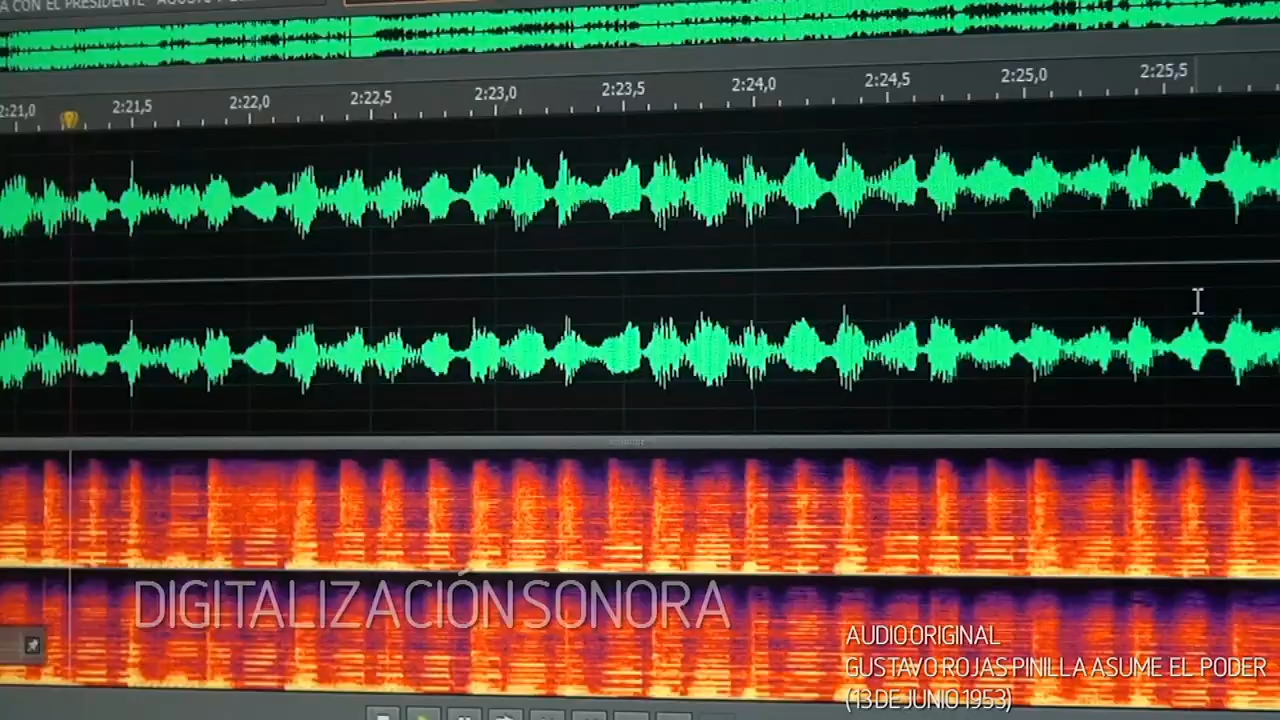 A CON EL PRESIDENTE - AGUSTO
2:21,0 2:21,5 2:22,0 2:22,5 2:23,0 2:23,5 2:24,0 2:24,5 2:25,0 2:25,5
DIGITALIZACIÓN SONORA
AUDIO ORIGINAL
GUSTAVO ROJAS PINILLA ASUME EL PODER
(13 DE JUNIO 1953)